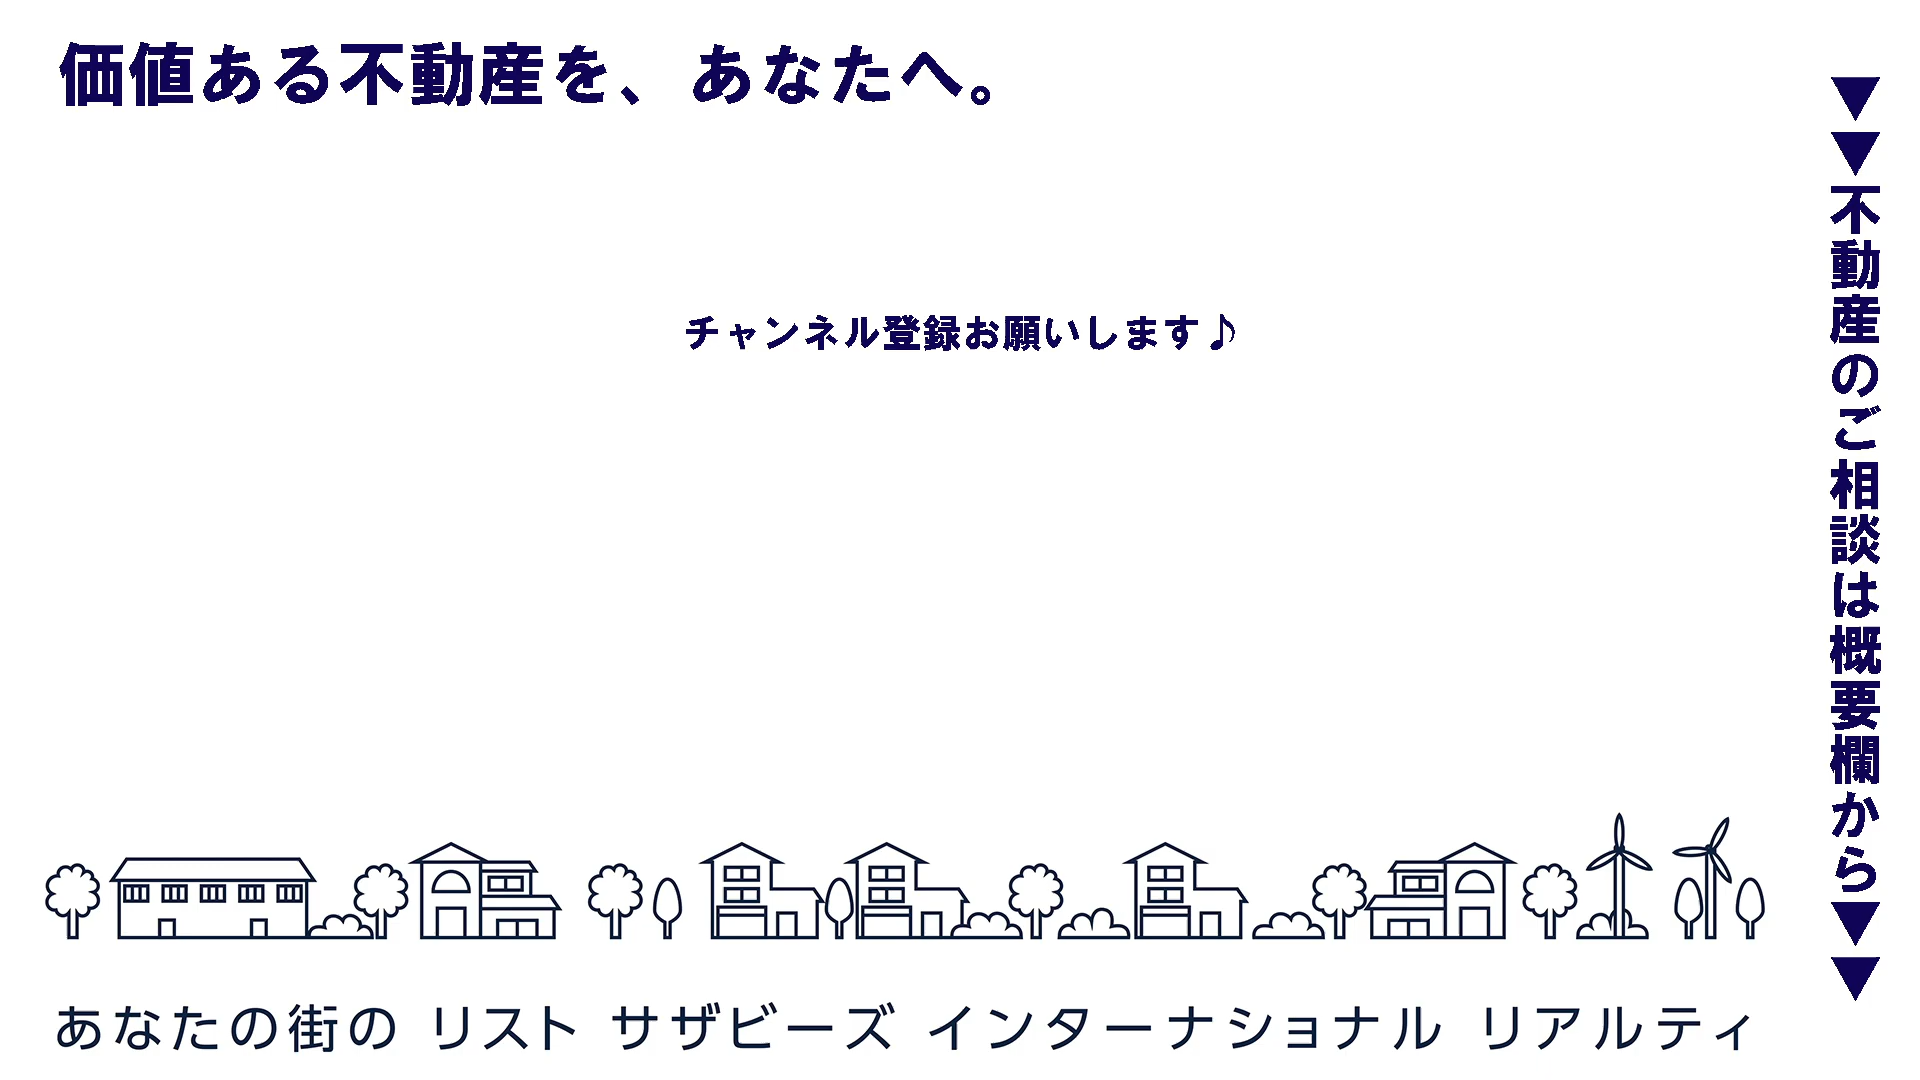 価値ある不動産を、あなたへ。
チャンネル登録お願いします♪
▼▼不動産のご相談は概要欄から▼▼
あなたの街の リスト サザビーズ インターナショナル リアルティ